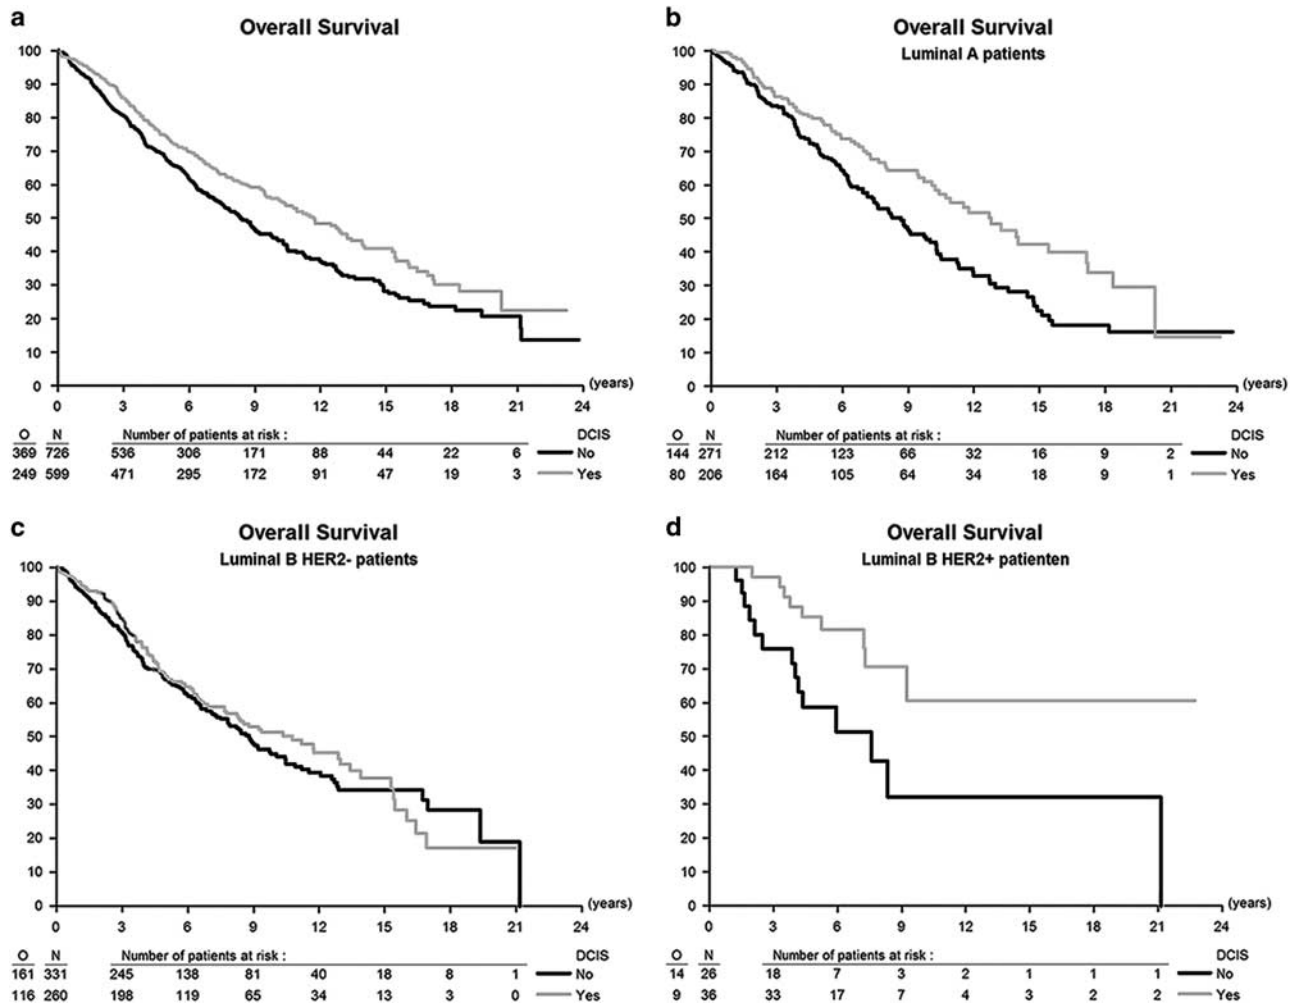 a
Overall Survival
100
90
80
70
60
50
40
30
20
10
0
0 3 6 9 12 15 18 21 24 (years)
O N Number of patients at risk : DCIS
369 726 536 306 171 88 44 22 6 No
249 599 471 295 172 91 47 19 3 Yes
b
Overall Survival
Luminal A patients
100
90
80
70
60
50
40
30
20
10
0
0 3 6 9 12 15 18 21 24 (years)
O N Number of patients at risk : DCIS
144 271 212 123 66 32 16 9 2 No
80 206 164 105 64 34 18 9 1 Yes
c
Overall Survival
Luminal B HER2- patients
100
90
80
70
60
50
40
30
20
10
0
0 3 6 9 12 15 18 21 24 (years)
O N Number of patients at risk : DCIS
161 331 245 138 81 40 18 8 1 No
116 260 198 119 65 34 13 3 0 Yes
d
Overall Survival
Luminal B HER2+ patienten
100
90
80
70
60
50
40
30
20
10
0
0 3 6 9 12 15 18 21 24 (years)
O N Number of patients at risk : DCIS
14 26 18 7 3 2 1 1 1 No
9 36 33 17 7 4 3 2 2 Yes